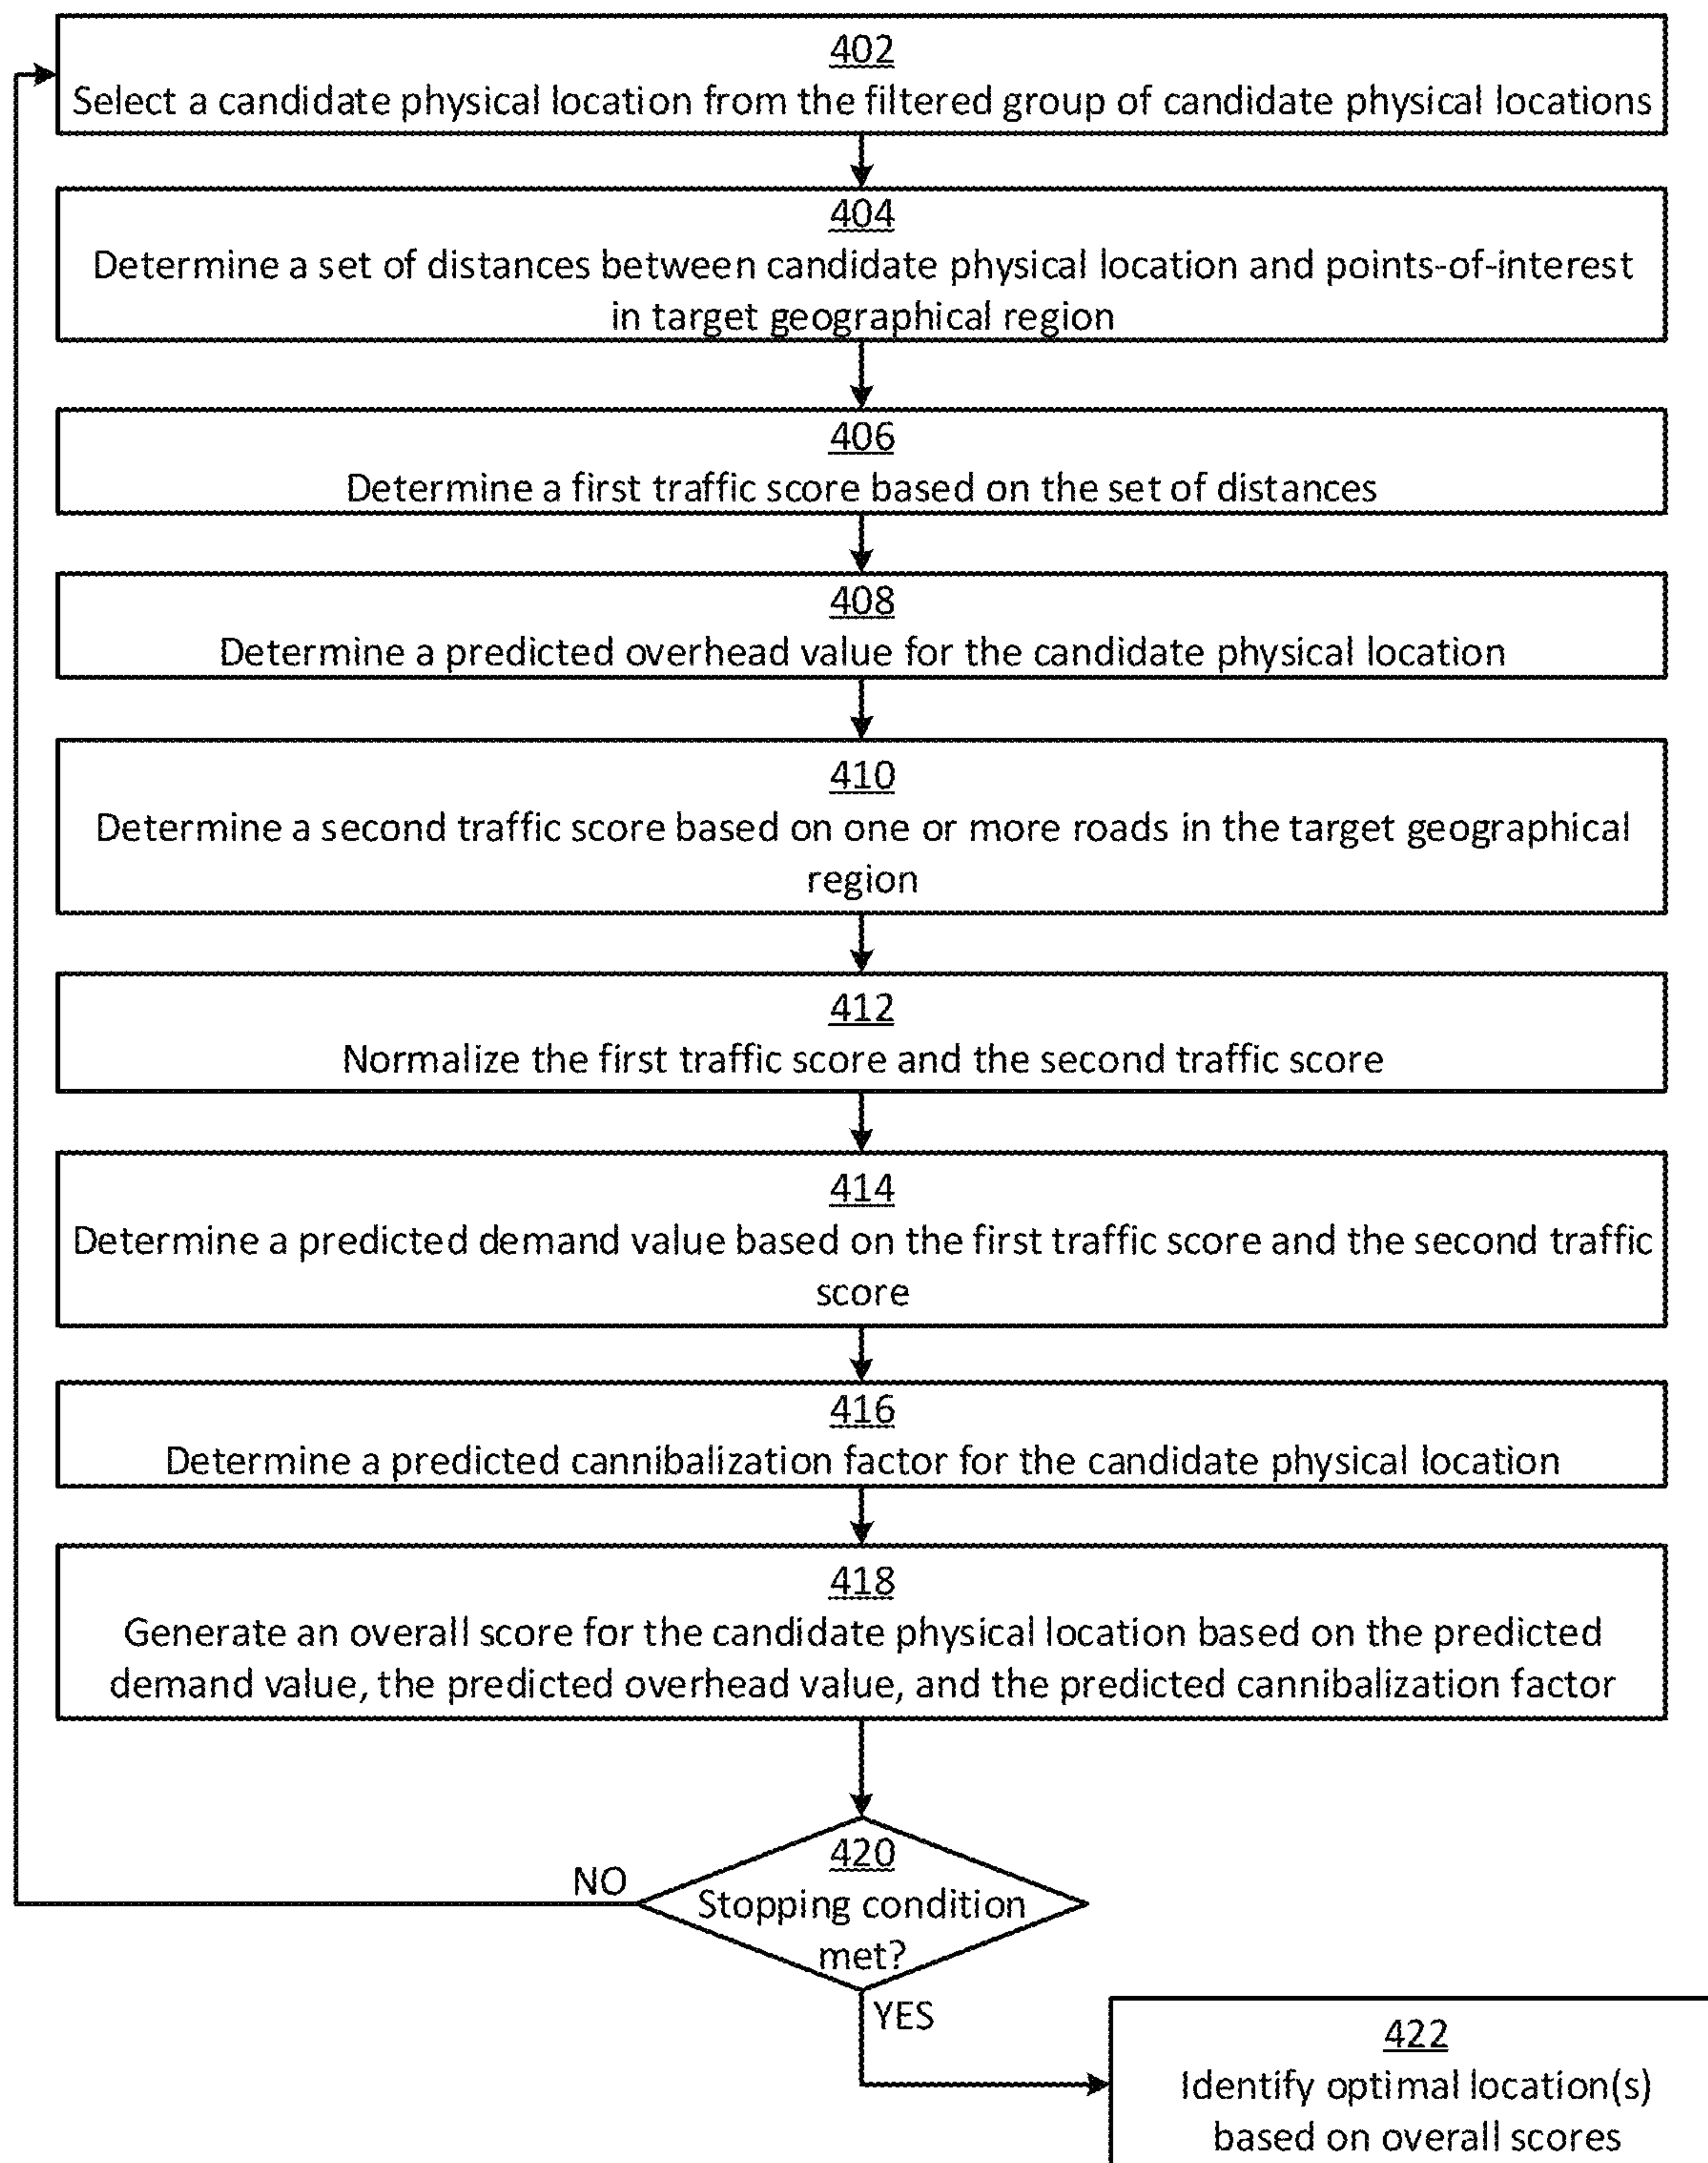 402
Select a candidate physical location from the filtered group of candidate physical locations
404
Determine a set of distances between candidate physical location and points-of-interest
in target geographical region
406
Determine a first traffic score based on the set of distances
408
Determine a predicted overhead value for the candidate physical location
410
Determine a second traffic score based on one or more roads in the target geographical
region
412
Normalize the first traffic score and the second traffic score
414
Determine a predicted demand value based on the first traffic score and the second traffic
score
416
Determine a predicted cannibalization factor for the candidate physical location
418
Generate an overall score for the candidate physical location based on the predicted
demand value, the predicted overhead value, and the predicted cannibalization factor
420
NO
Stopping condition
met?
YES
422
Identify optimal location(s)
based on overall scores